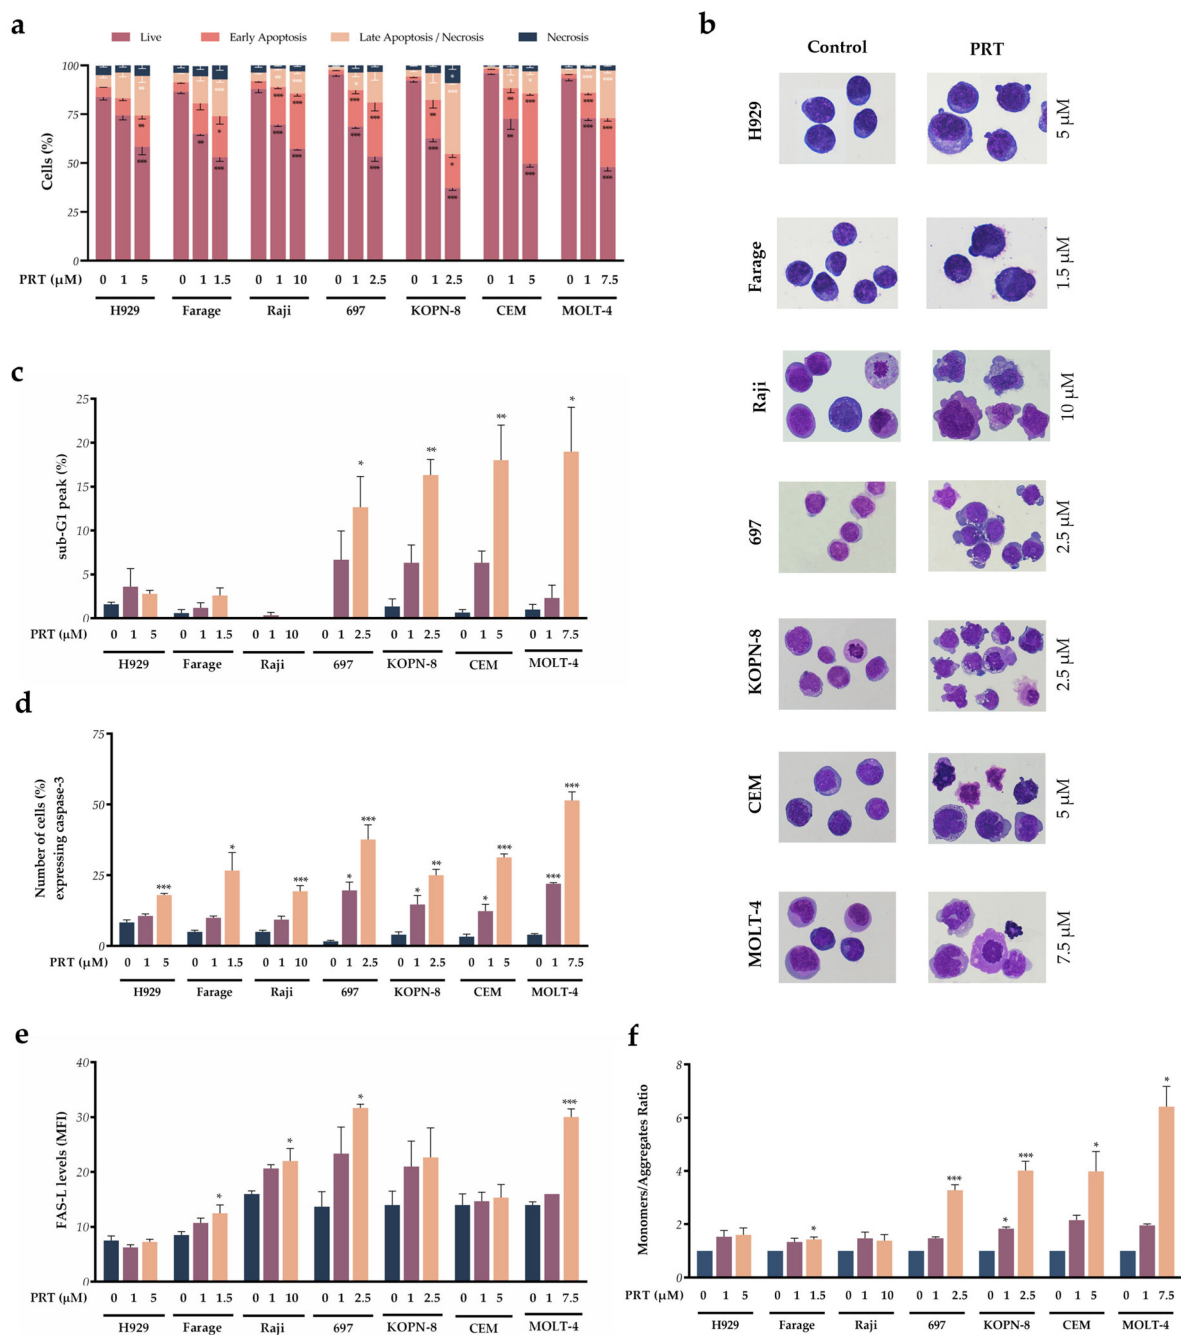 a
Live Early Apoptosis Late Apoptosis / Necrosis Necrosis
Cells (%)
100
75
50
25
0
PRT (µM) 0 1 5 0 1 1.5 0 1 10 0 1 2.5 0 1 2.5 0 1 5 0 1 7.5
H929 Farage Raji 697 KOPN-8 CEM MOLT-4
b
Control PRT
H929 5 µM
Farage 1.5 µM
Raji 10 µM
697 2.5 µM
KOPN-8 2.5 µM
CEM 5 µM
MOLT-4 7.5 µM
c
sub-G1 peak (%)
25
20
15
10
5
0
* ** ** *
PRT (µM) 0 1 5 0 1 1.5 0 1 10 0 1 2.5 0 1 2.5 0 1 5 0 1 7.5
H929 Farage Raji 697 KOPN-8 CEM MOLT-4
d
Number of cells (%)
expressing caspase-3
75
50
25
0
*** * *** * *** * ** * *** *** ***
PRT (µM) 0 1 5 0 1 1.5 0 1 10 0 1 2.5 0 1 2.5 0 1 5 0 1 7.5
H929 Farage Raji 697 KOPN-8 CEM MOLT-4
e
FAS-L levels (MFI)
40
30
20
10
0
* * * ***
PRT (µM) 0 1 5 0 1 1.5 0 1 10 0 1 2.5 0 1 2.5 0 1 5 0 1 7.5
H929 Farage Raji 697 KOPN-8 CEM MOLT-4
f
Monomers/Aggregates Ratio
8
6
4
2
0
* *** * *** * *
PRT (µM) 0 1 5 0 1 1.5 0 1 10 0 1 2.5 0 1 2.5 0 1 5 0 1 7.5
H929 Farage Raji 697 KOPN-8 CEM MOLT-4